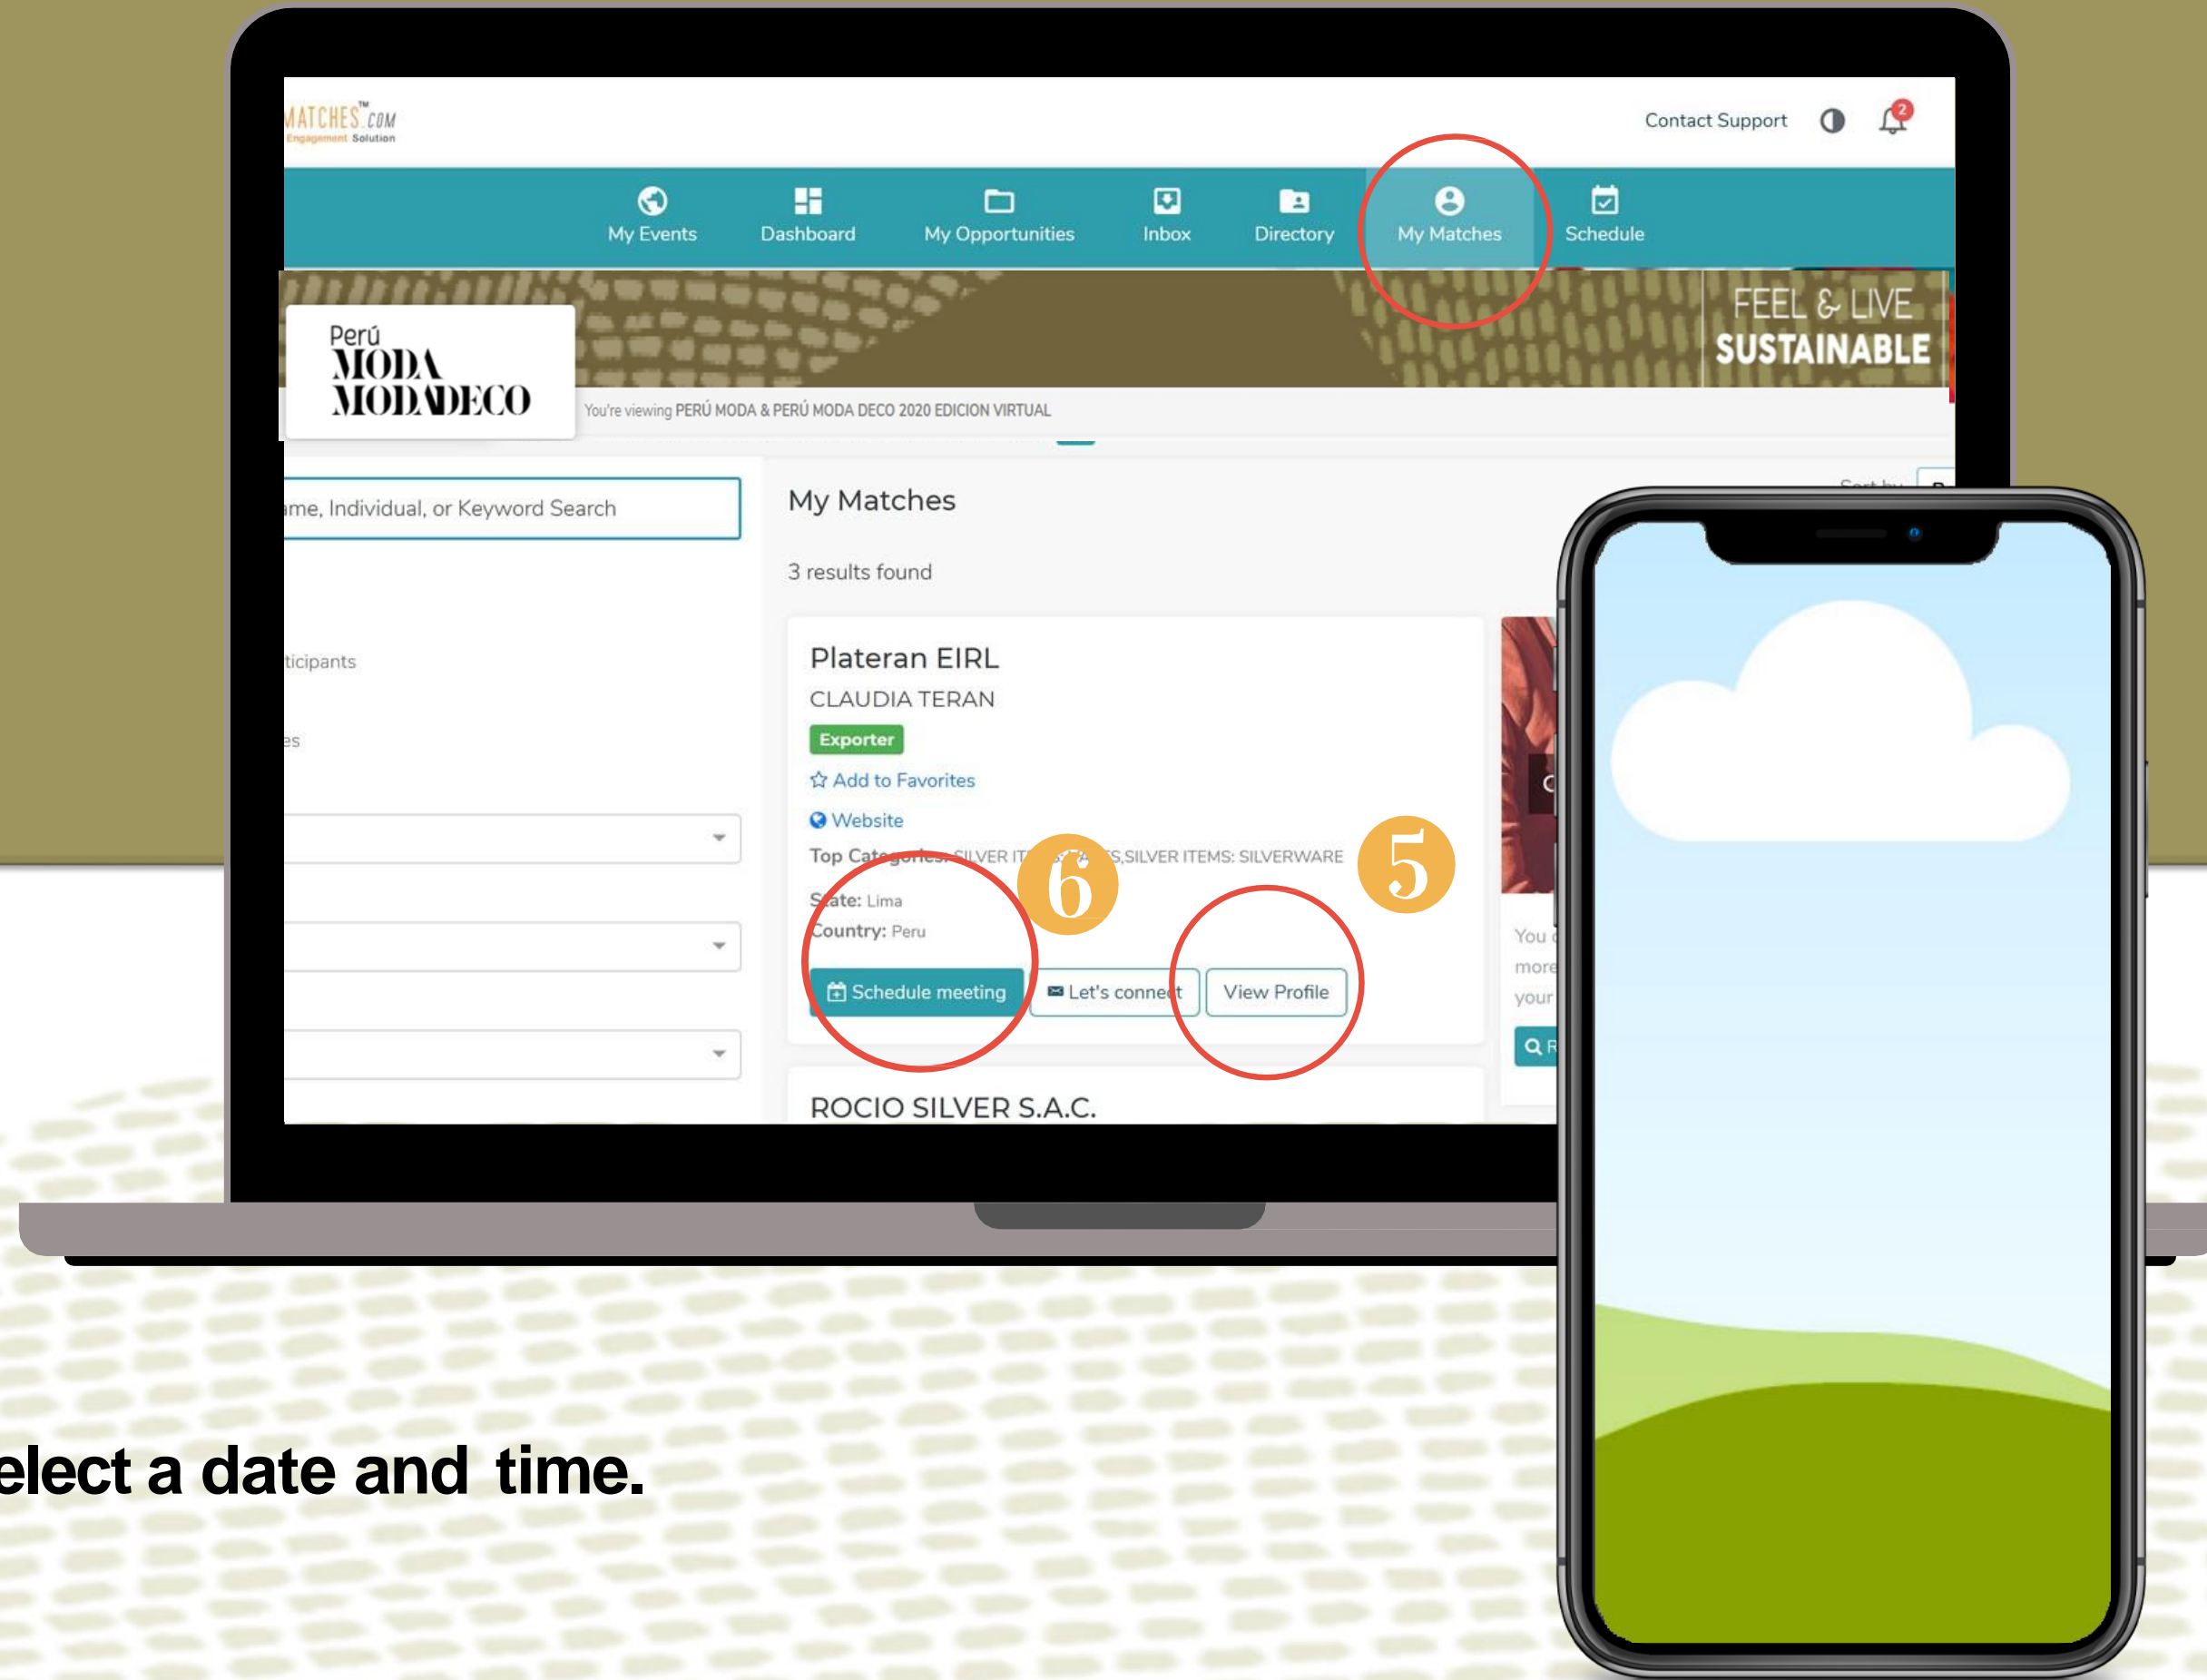 MATCHES™.COM
Engagement Solution
Contact Support
2
My Events
Dashboard
My Opportunities
Inbox
Directory
My Matches
Schedule
Perú
MODA
MODADECO
FEEL & LIVE
SUSTAINABLE
You're viewing PERÚ MODA & PERÚ MODA DECO 2020 EDICION VIRTUAL
ame, Individual, or Keyword Search
ticipants
es
My Matches
Sort by
3 results found
Plateran EIRL
CLAUDIA TERAN
Exporter
Add to Favorites
Website
Top Categories: SILVER ,SILVER ITEMS: SILVERWARE
State: Lima
Country: Peru
6
5
Schedule meeting
Let's connect
View Profile
You
more
your
ROCIO SILVER S.A.C.
elect a date and time.